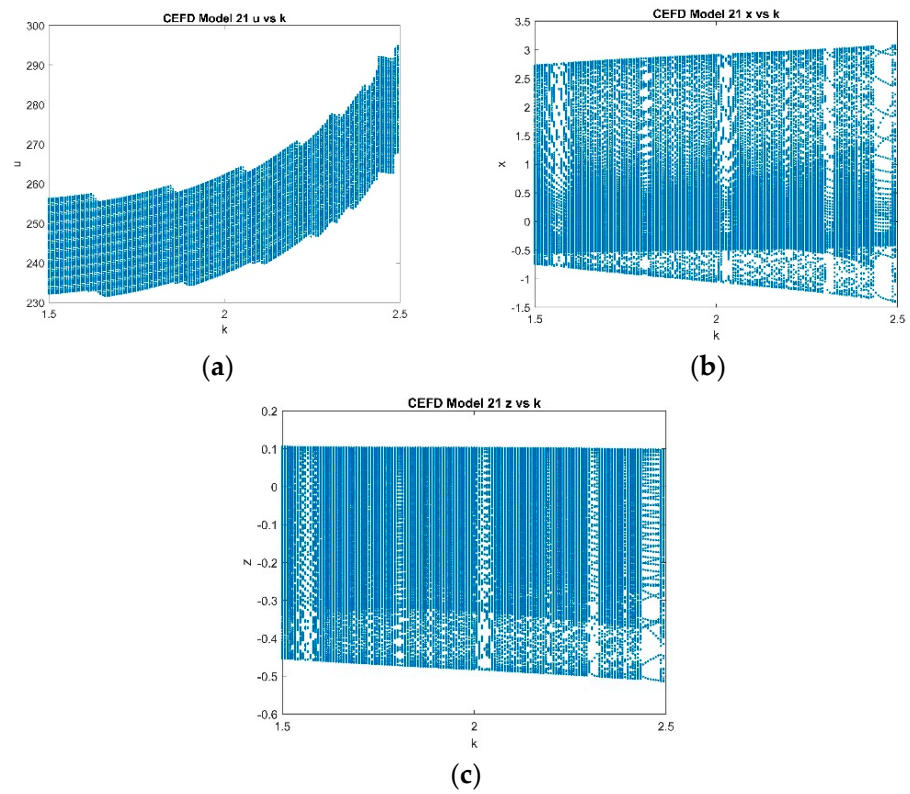 CEFD Model 21 u vs k
300
290
280
270
260
250
240
230
u
1.5 2 2.5
k
(a)
CEFD Model 21 x vs k
3.5
3
2.5
2
1.5
1
0.5
0
-0.5
-1
-1.5
x
1.5 2 2.5
k
(b)
CEFD Model 21 z vs k
0.2
0.1
0
-0.1
-0.2
-0.3
-0.4
-0.5
-0.6
z
1.5 2 2.5
k
(c)